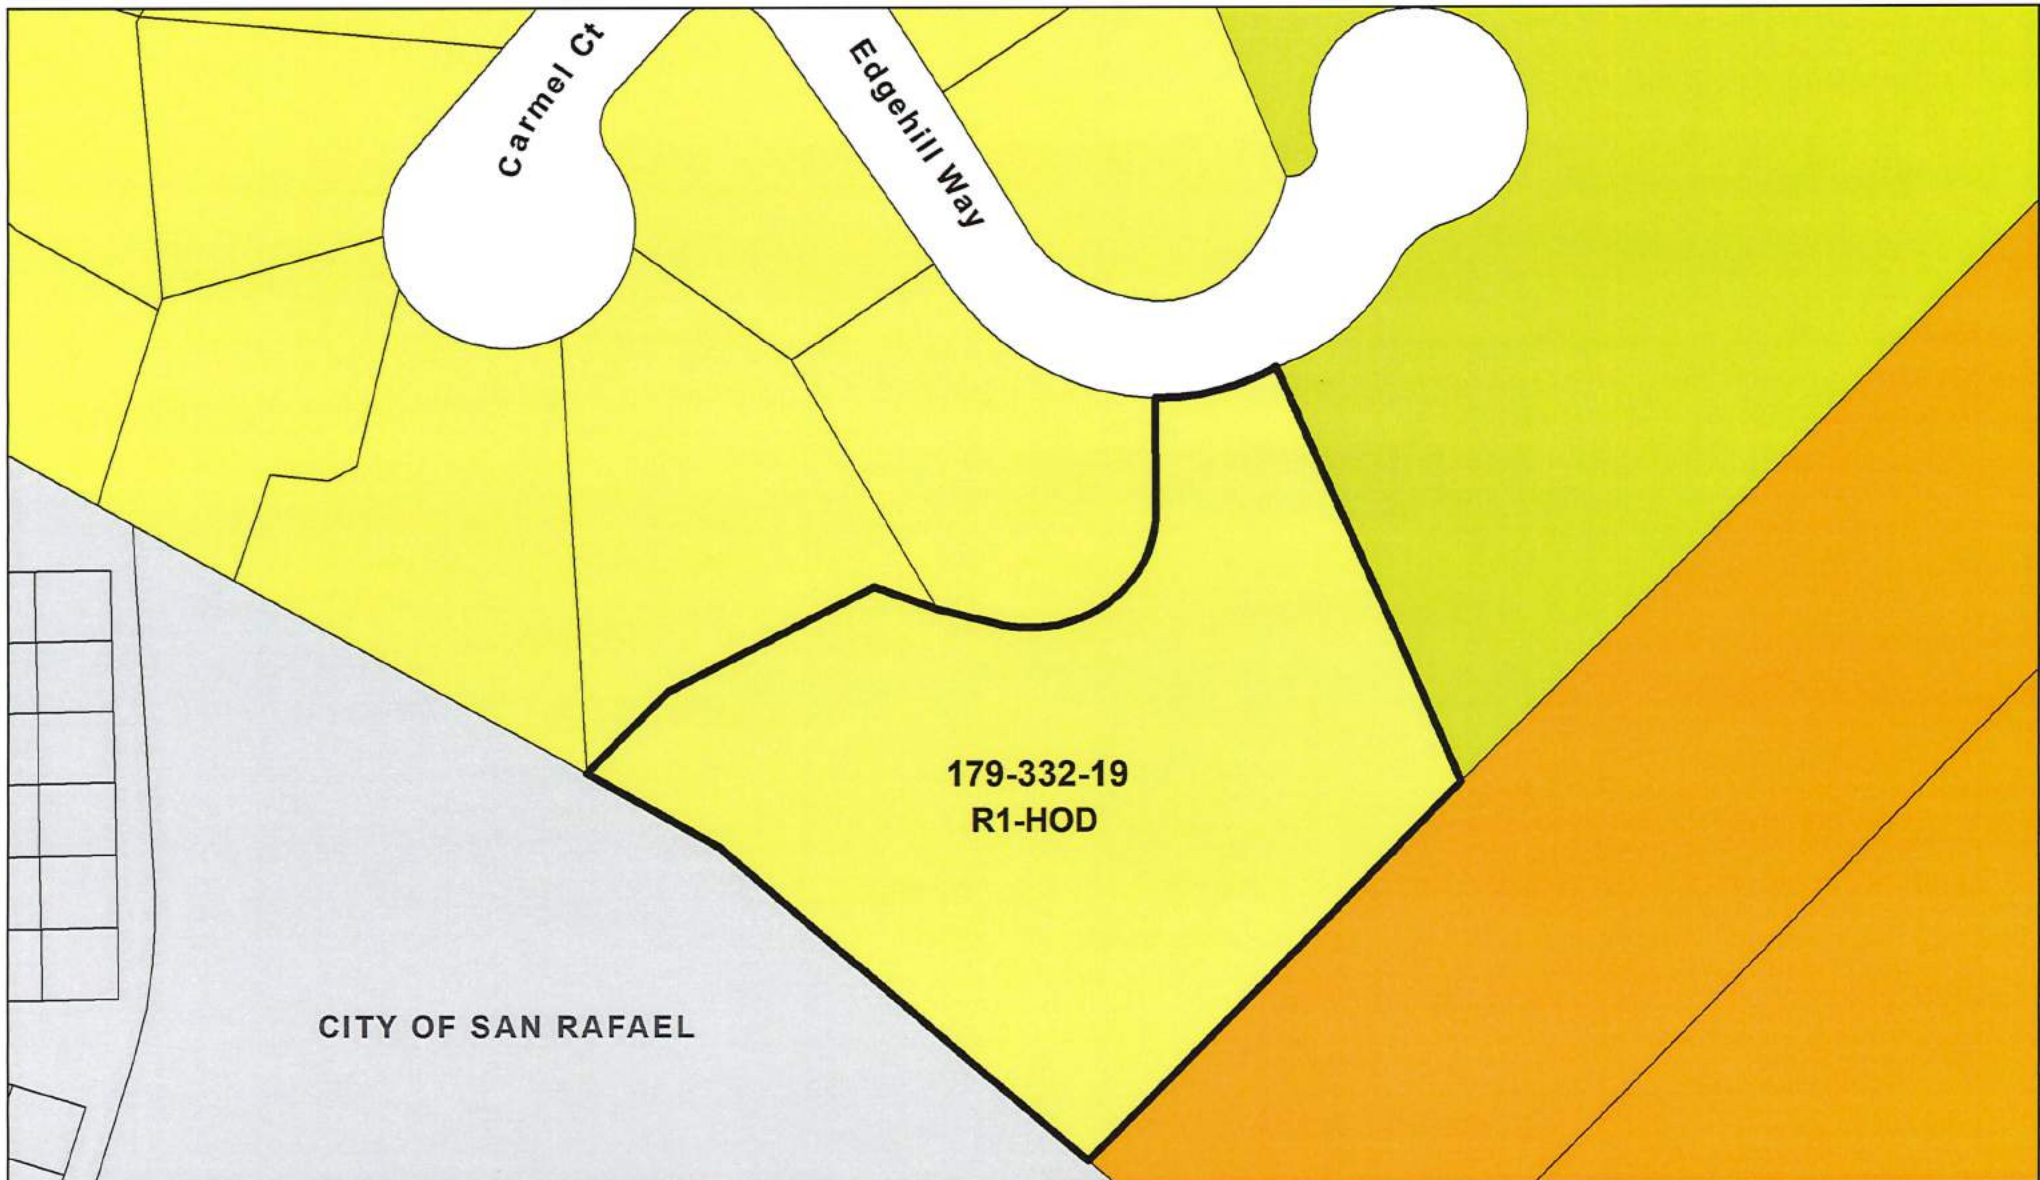 Carmel Ct
Edgehill Way
179-332-19
R1-HOD
CITY OF SAN RAFAEL